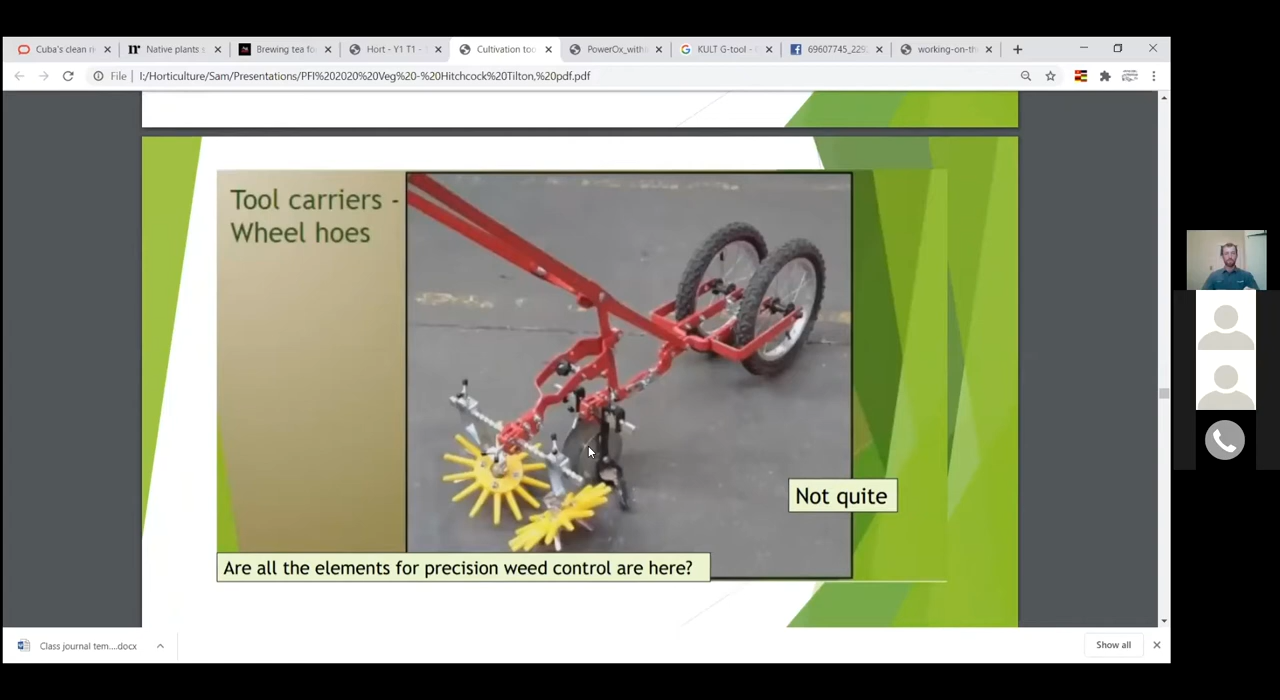 Cuba's clean r
Native plants s
Brewing tea fo
Hort - Y1 T1 -
Cultivation too
PowerOx_with
KULT G-tool -
69607745_229
working-on-th
File
I:/Horticulture/Sam/Presentations/PFI%202020%20Veg%20-%20Hitchcock%20Tilton,%20pdf.pdf
Tool carriers -
Wheel hoes
Not quite
Are all the elements for precision weed control are here?
Class journal tem....docx
Show all